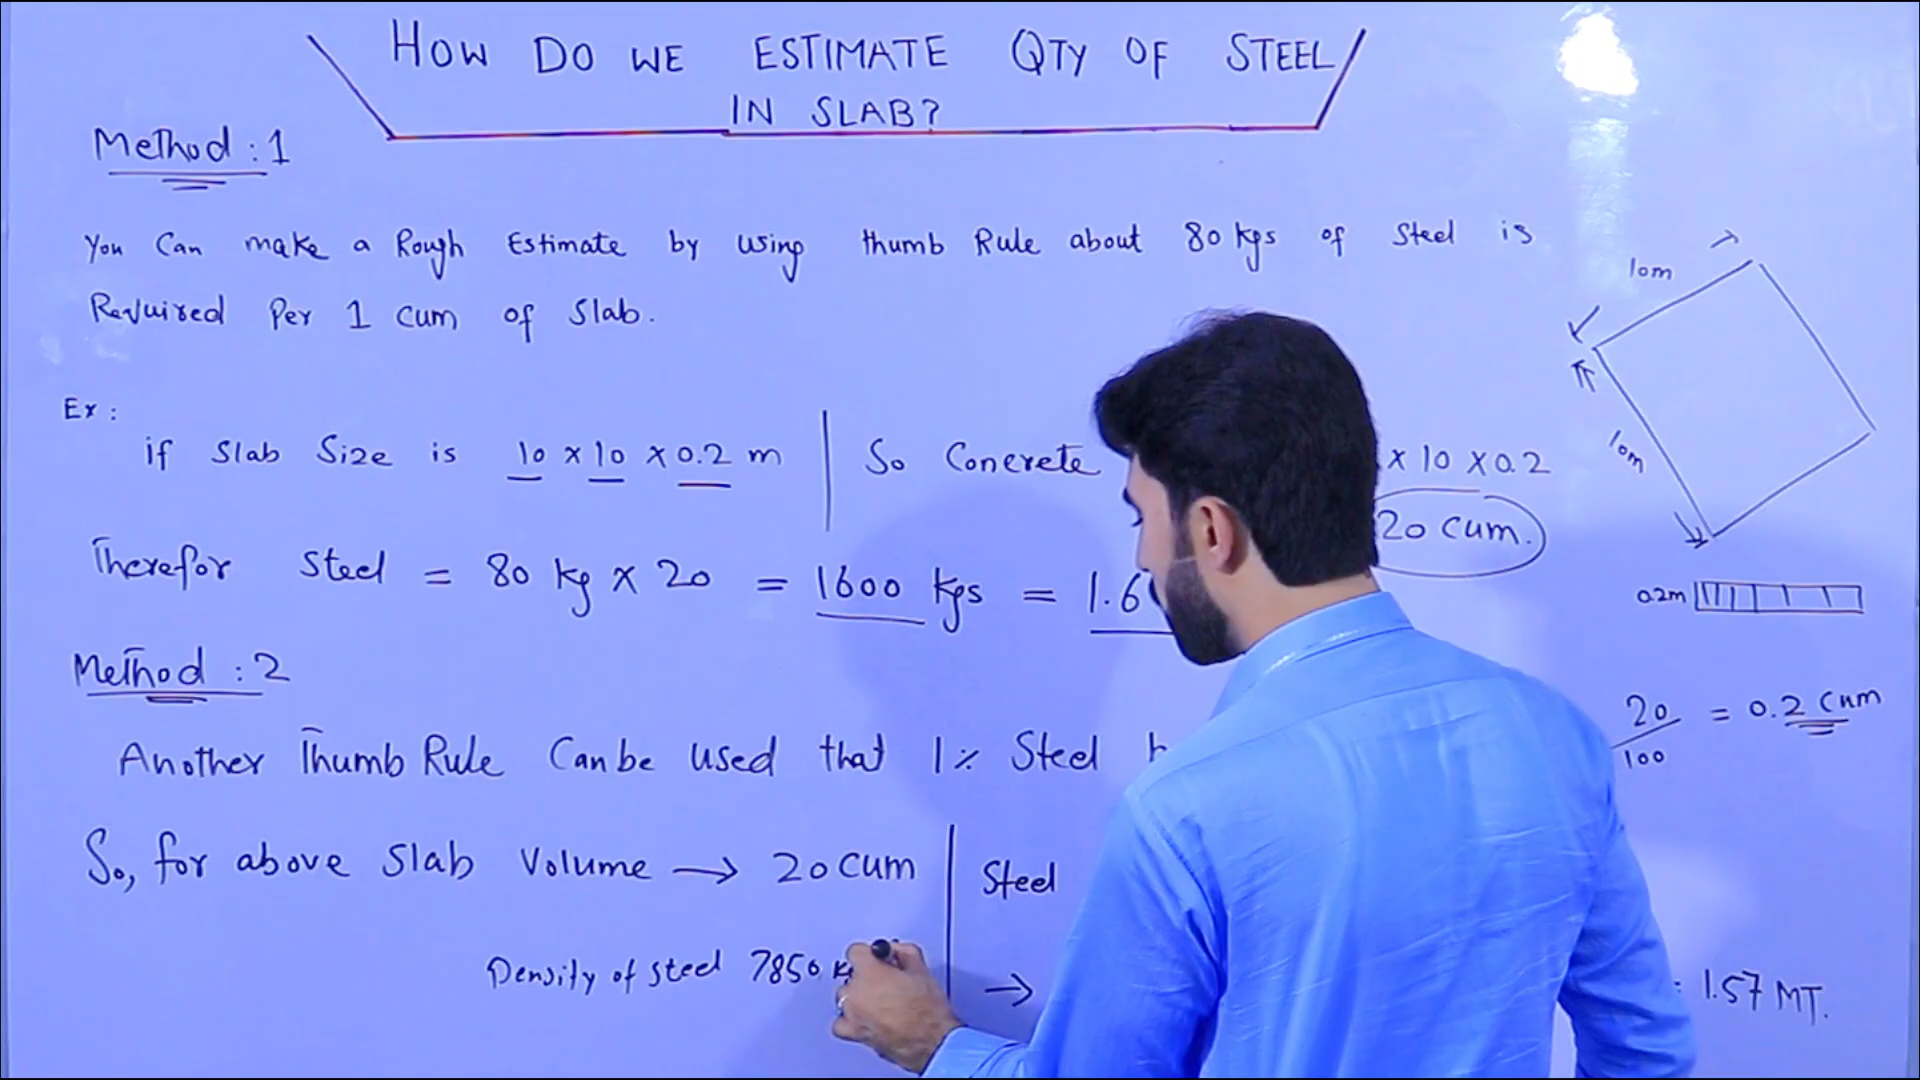 HOW DO WE ESTIMATE QTY OF STEEL
IN SLAB?
Method : 1
You Can make a Rough Estimate by using thumb Rule about 80 Kgs of Steel is
Required Per 1 cum of Slab.
Ex :
if Slab Size is 10 x 10 x 0.2 m
So Concrete x 10 x 0.2
20 cum.
Therefor Steel = 80 kg x 20 = 1600 kgs = 1.6
Method : 2
Another Thumb Rule Can be used that 1% Steel
20/100 = 0.2 Cum
So, for above Slab Volume → 20 cum
Steel
Density of steel 7850
→ 1.57 MT.
10m
10m
0.2m